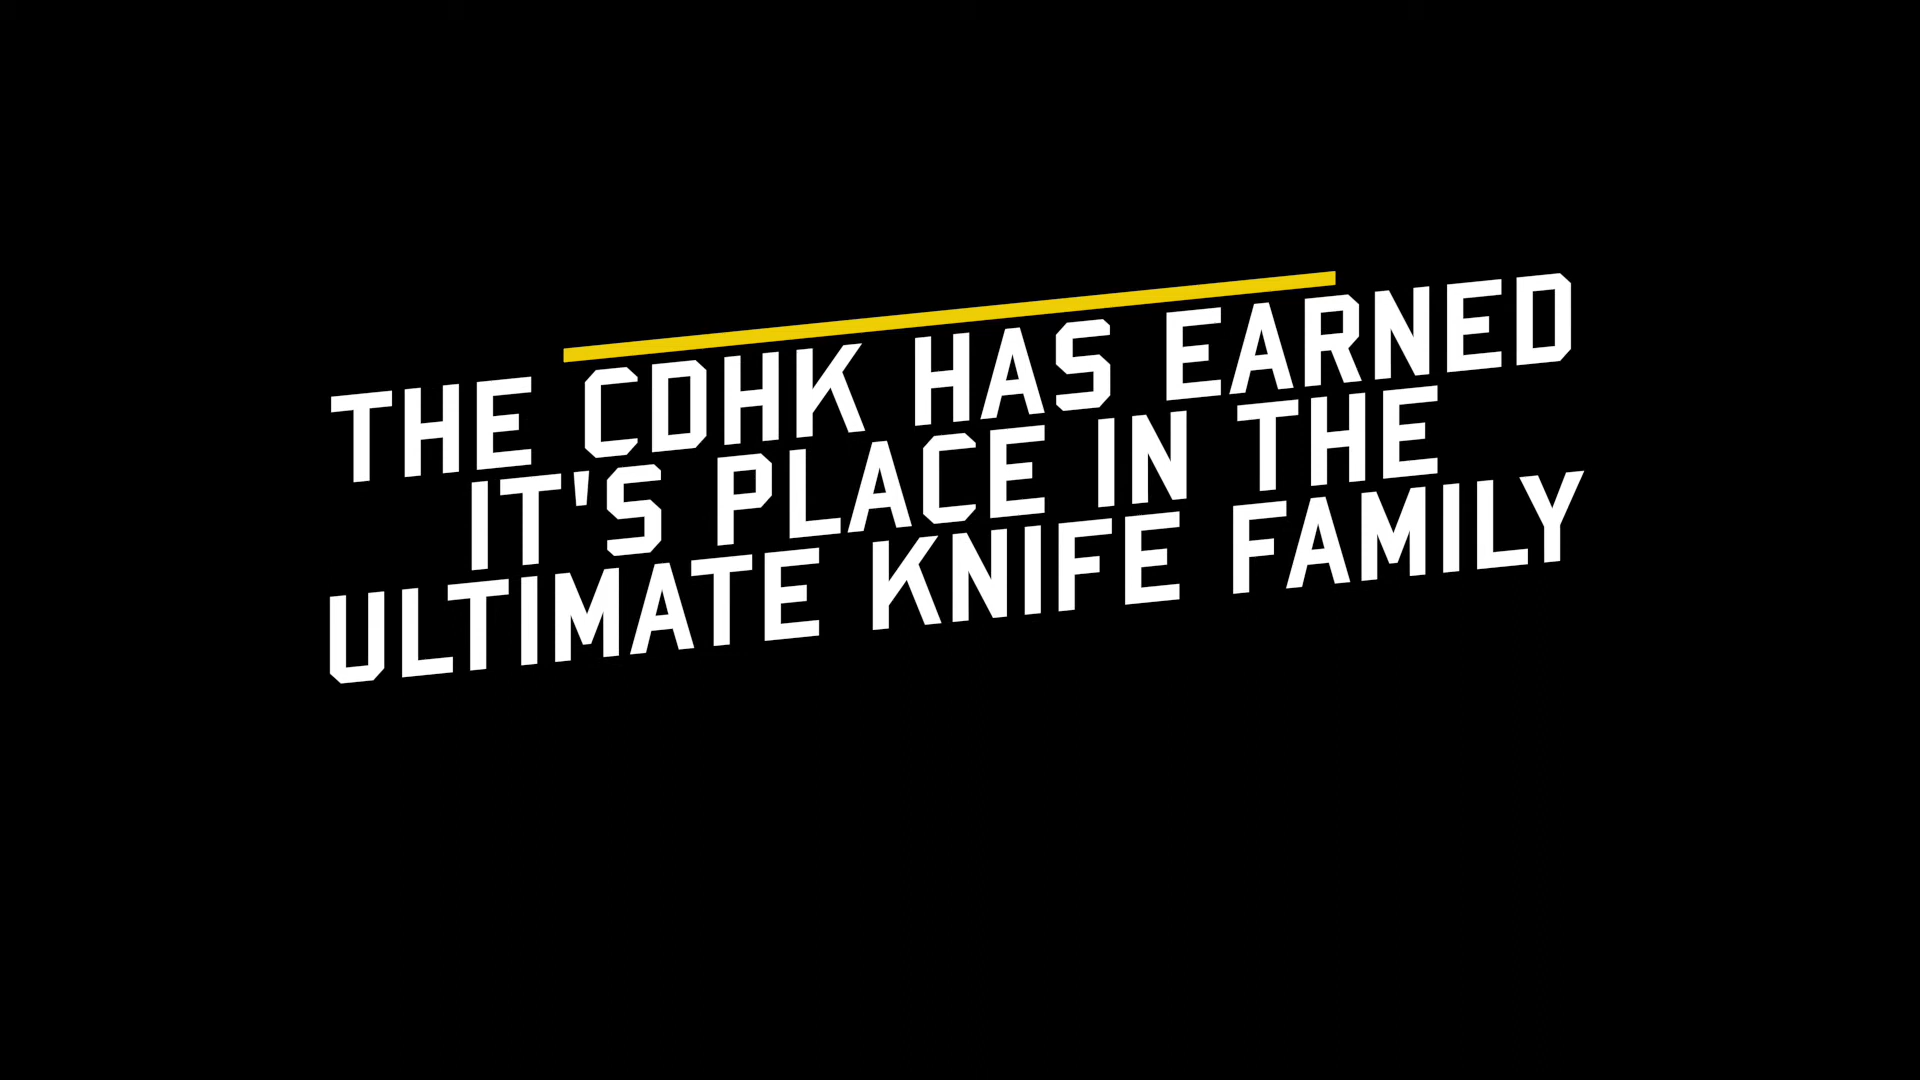 THE CDHK HAS EARNED
IT'S PLACE IN THE
ULTIMATE KNIFE FAMILY